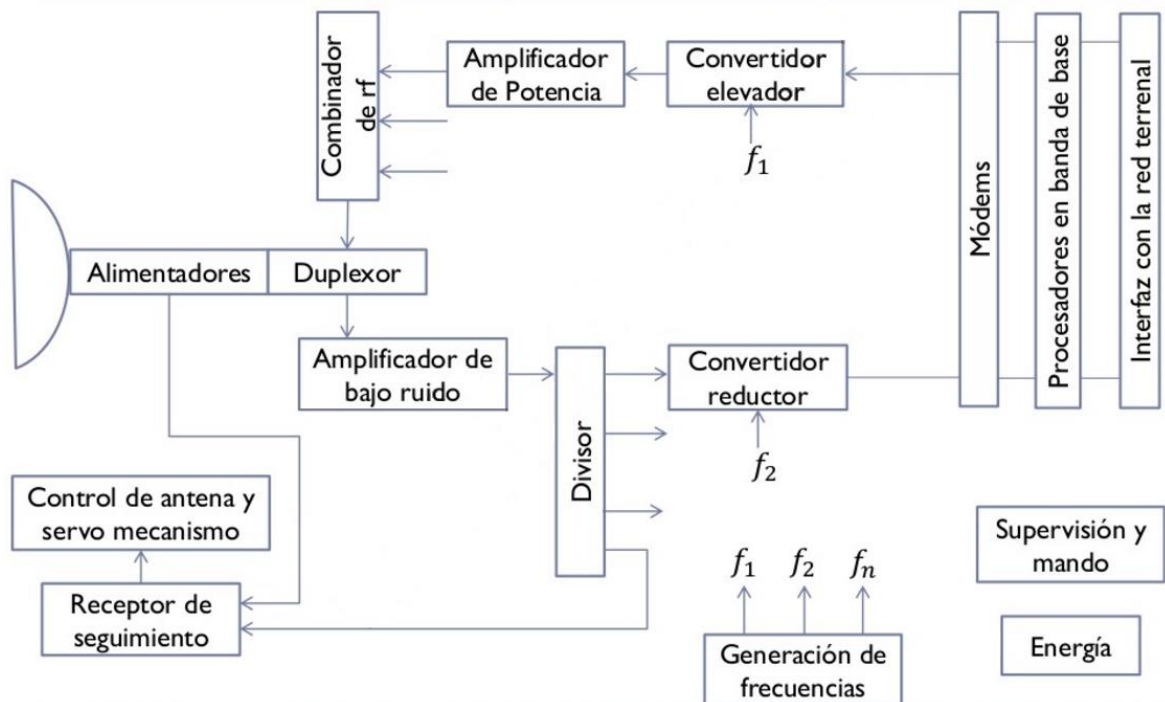 Combinador
de rf
Amplificador
de Potencia
Convertidor
elevador
f₁
Módems
Procesadores en banda de base
Interfaz con la red terrenal
Alimentadores
Duplexor
Amplificador de
bajo ruido
Divisor
Convertidor
reductor
f₂
Control de antena y
servo mecanismo
Receptor de
seguimiento
f₁ f₂ fₙ
Generación de
frecuencias
Supervisión y
mando
Energía